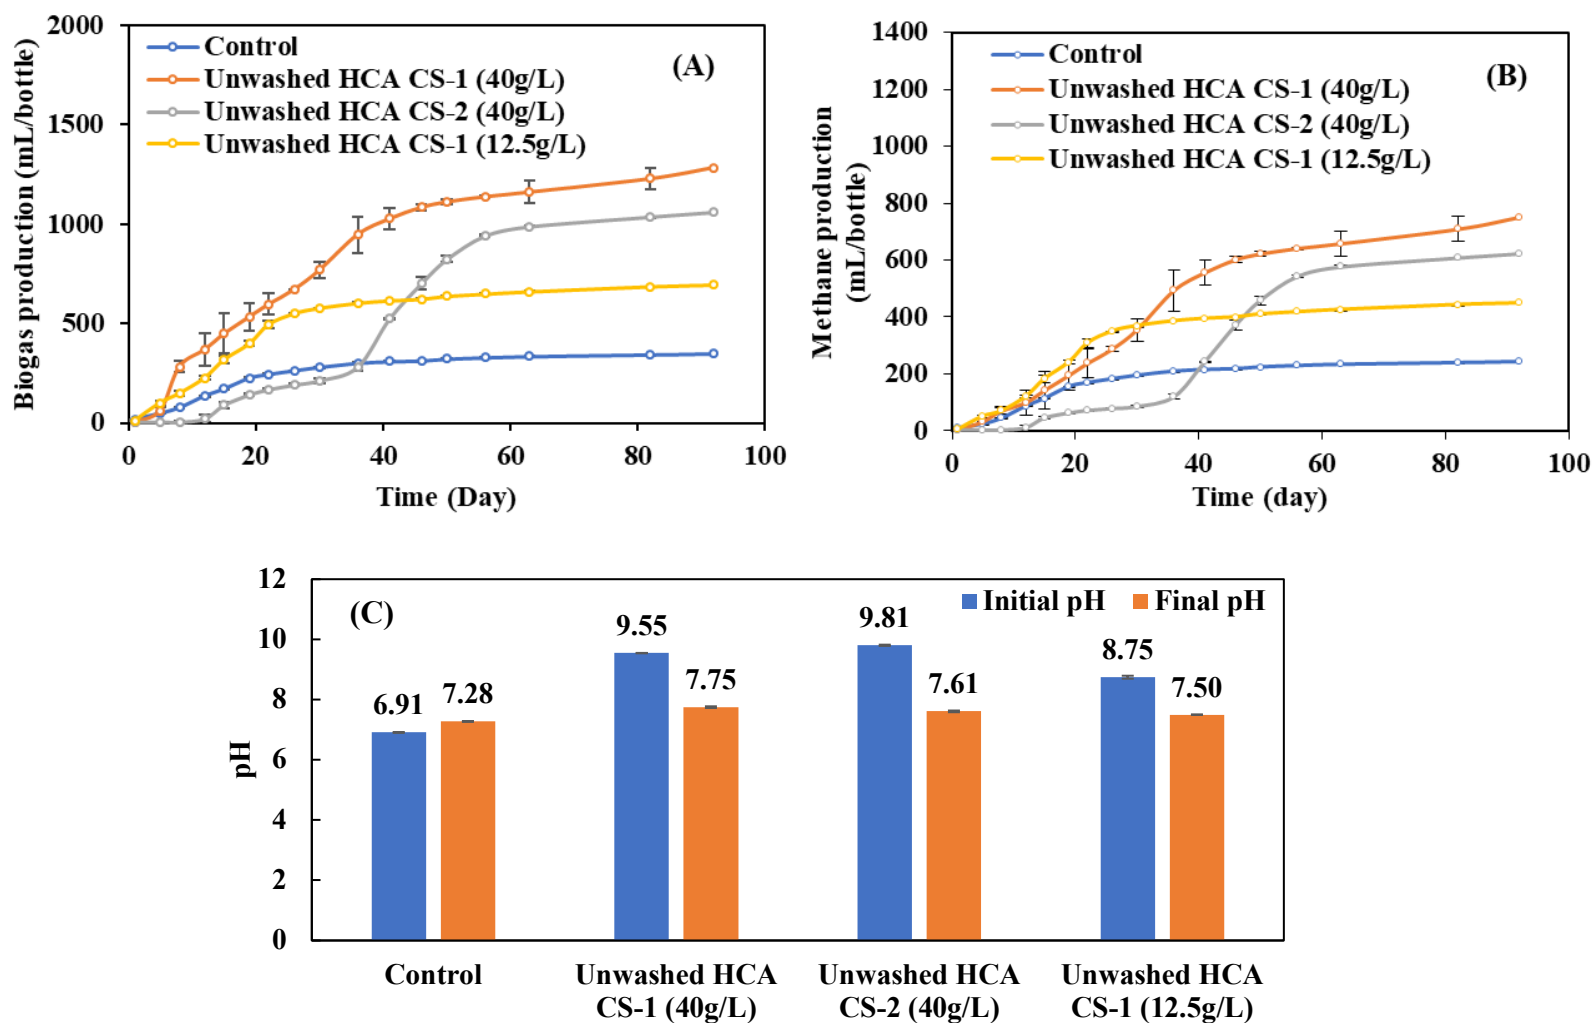 Biogas production (mL/bottle)
2000
1500
1000
500
0
Control
Unwashed HCA CS-1 (40g/L)
Unwashed HCA CS-2 (40g/L)
Unwashed HCA CS-1 (12.5g/L)
(A)
0 20 40 60 80 100
Time (Day)
Methane production
(mL/bottle)
1400
1200
1000
800
600
400
200
0
Control
Unwashed HCA CS-1 (40g/L)
Unwashed HCA CS-2 (40g/L)
Unwashed HCA CS-1 (12.5g/L)
(B)
0 20 40 60 80 100
Time (day)
pH
12
10
8
6
4
2
0
(C)
Initial pH Final pH
6.91 7.28 9.55 7.75 9.81 7.61 8.75 7.50
Control
Unwashed HCA
CS-1 (40g/L)
Unwashed HCA
CS-2 (40g/L)
Unwashed HCA
CS-1 (12.5g/L)